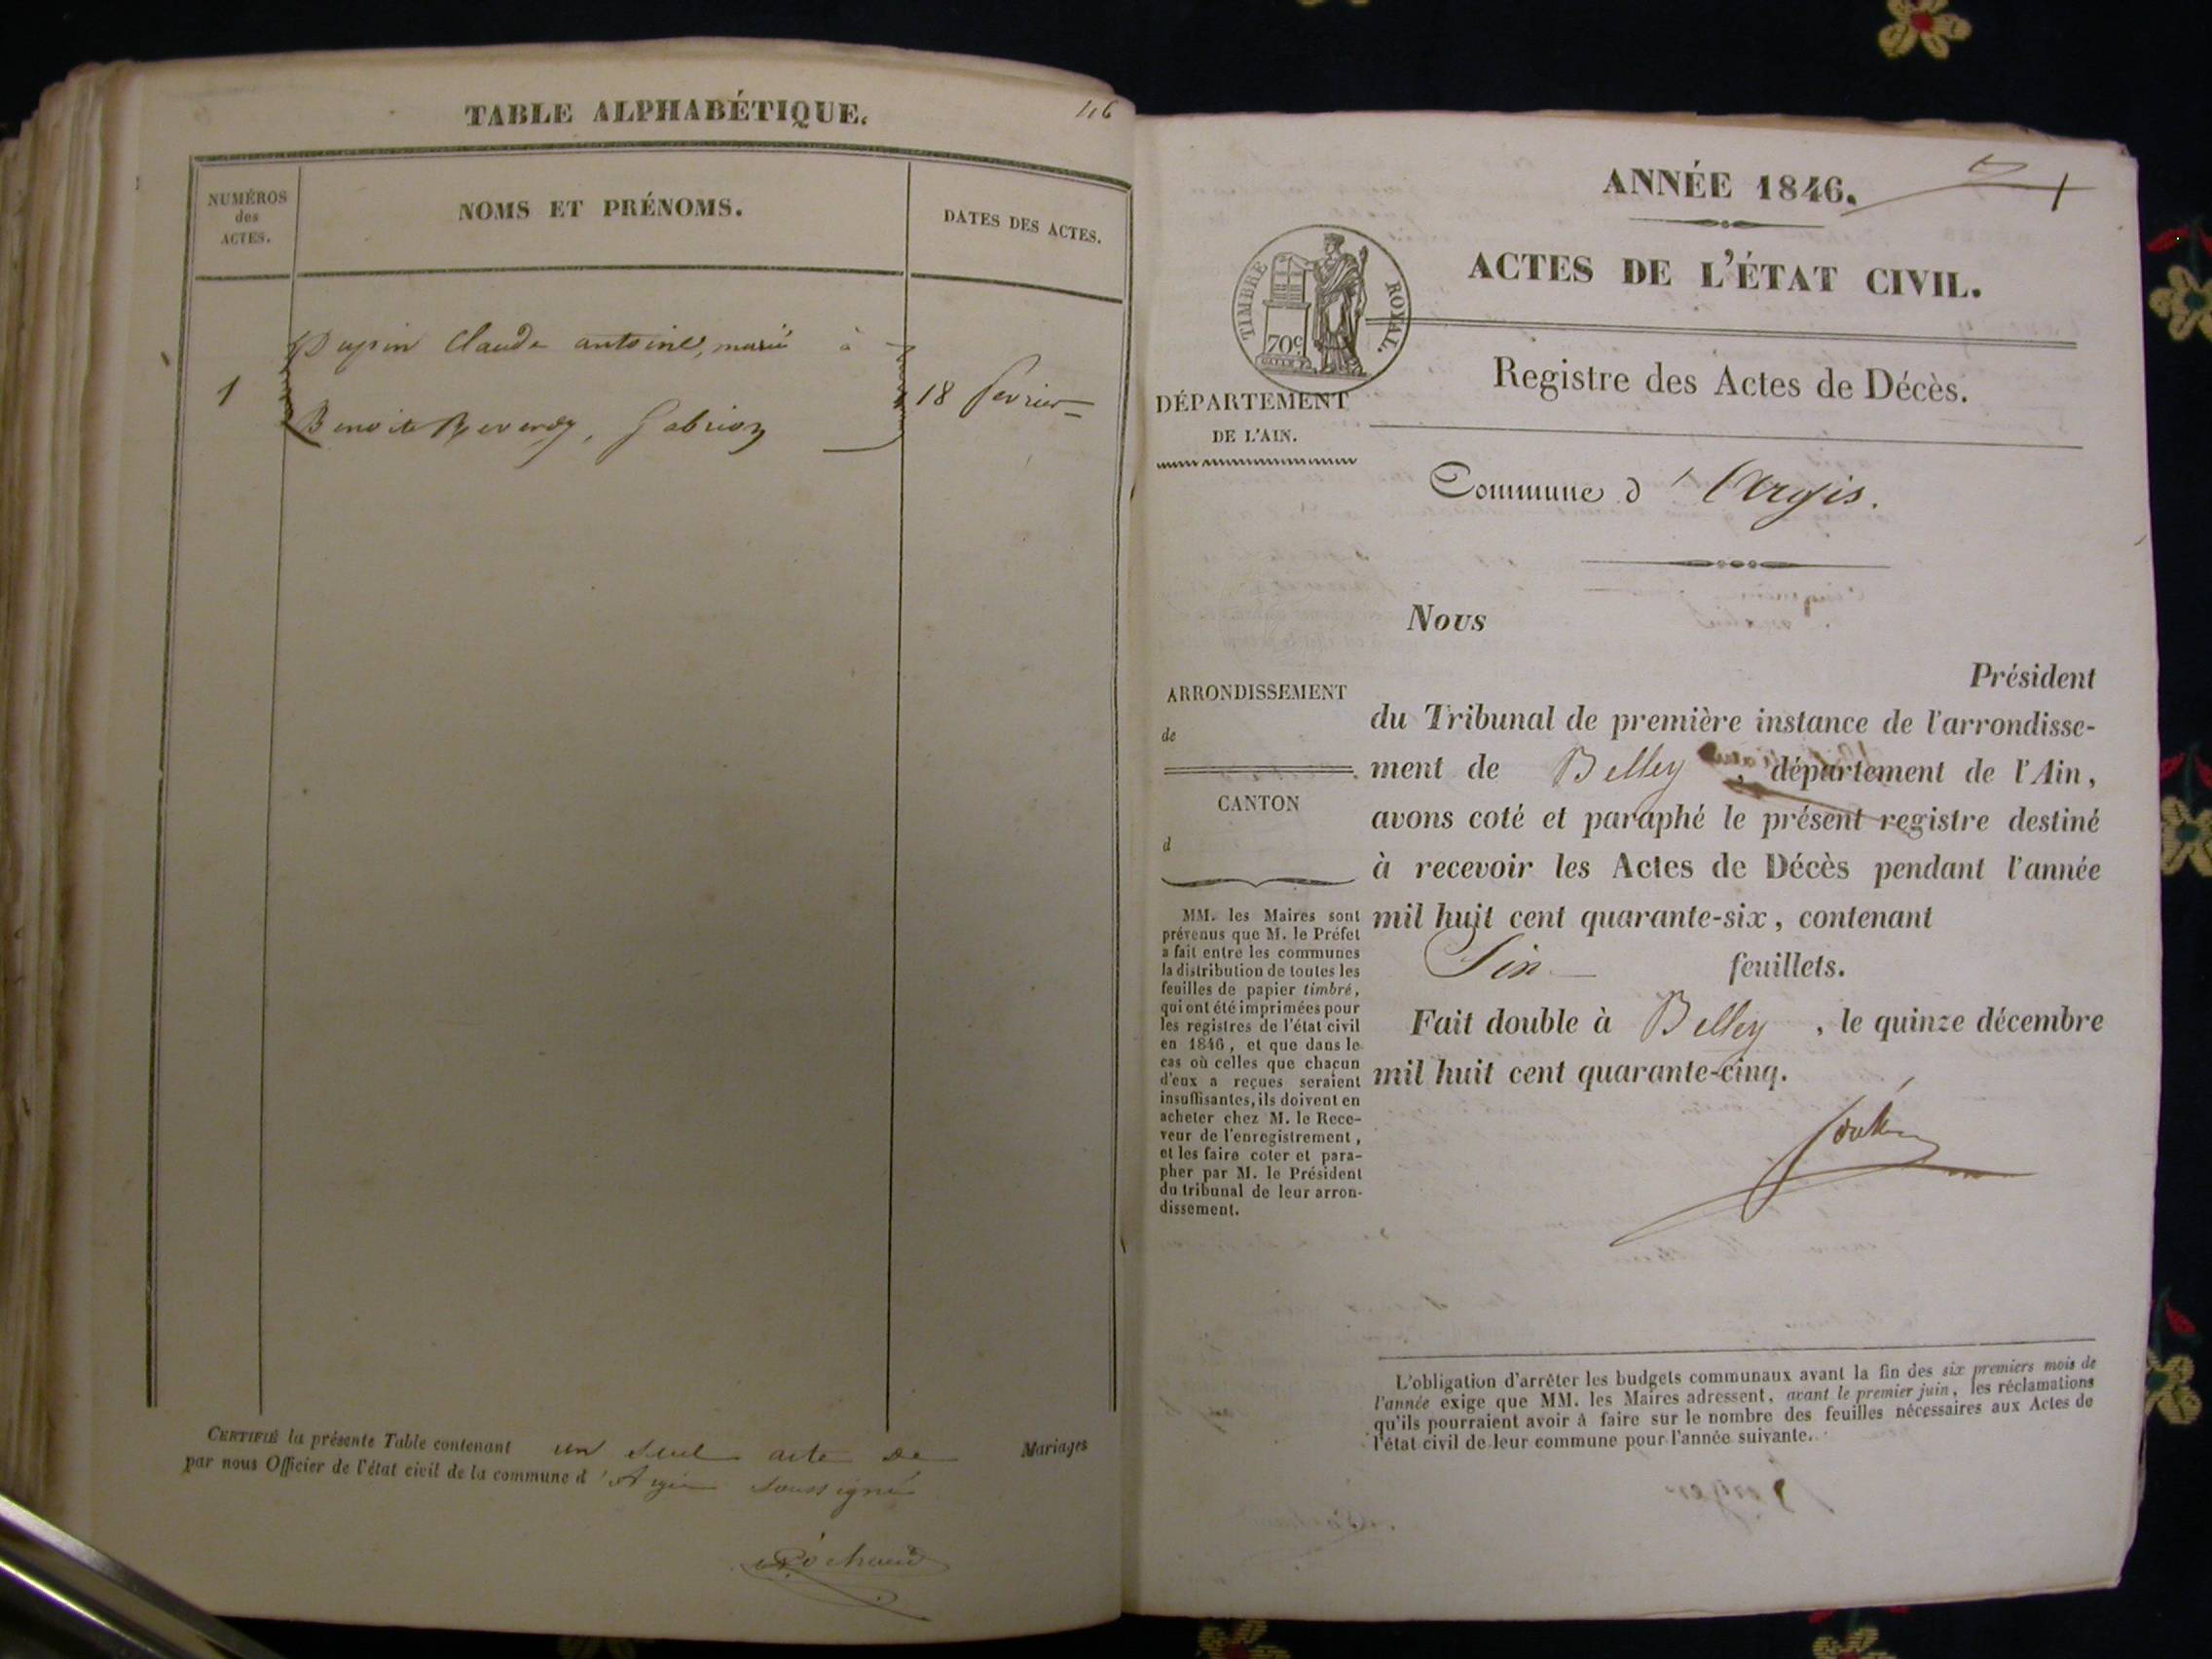 TABLE ALPHABÉTIQUE.
NUMÉROS
des
ACTES.
NOMS ET PRÉNOMS.
DATES DES ACTES.
Claude antoine, marié à
1
18 fevrier
Benoite
CERTIFIÉ la présente Table contenant un seul acte de Mariages
par nous Officier de l'état civil de la commune d'Argis soussigné
ANNÉE 1846.
ACTES DE L'ÉTAT CIVIL.
TIMBRE ROYAL.
70c
Registre des Actes de Décès.
DÉPARTEMENT
DE L'AIN.
Commune d'Argis.
Nous
Président
ARRONDISSEMENT
de
CANTON
d
du Tribunal de première instance de l'arrondisse-
ment de Belley, département de l'Ain,
avons coté et paraphé le présent registre destiné
à recevoir les Actes de Décès pendant l'année
mil huit cent quarante-six, contenant
Six feuillets.
Fait double à Belley, le quinze décembre
mil huit cent quarante-cinq.
MM. les Maires sont
prévenus que M. le Préfet
a fait entre les communes
la distribution de toutes les
feuilles de papier timbré,
qui ont été imprimées pour
les registres de l'état civil
en 1846, et que dans le
cas où celles que chacun
d'eux a reçues seraient
insuffisantes, ils doivent en
acheter chez M. le Rece-
veur de l'enregistrement,
et les faire coter et para-
pher par M. le Président
du tribunal de leur arron-
dissement.
L'obligation d'arrêter les budgets communaux avant la fin des six premiers mois de
l'année exige que MM. les Maires adressent, avant le premier juin, les réclamations
qu'ils pourraient avoir à faire sur le nombre des feuilles nécessaires aux Actes de
l'état civil de leur commune pour l'année suivante.